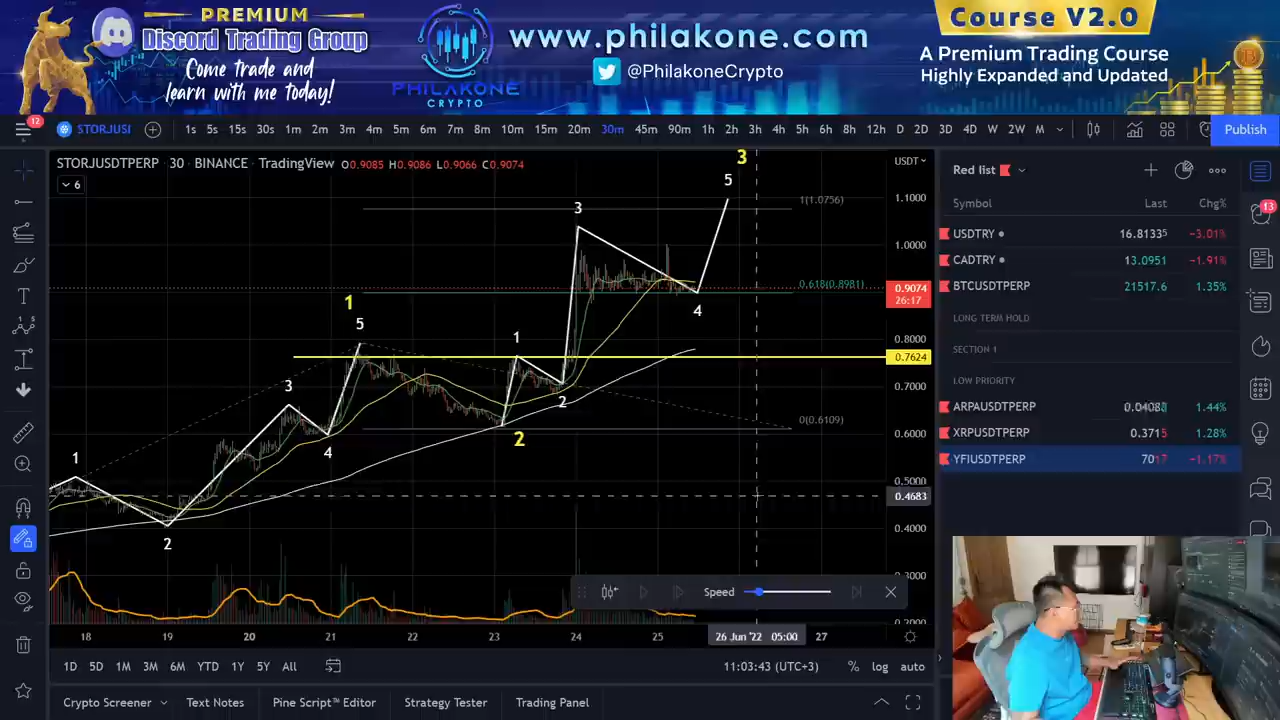 PREMIUM
Discord Trading Group
Come trade and
learn with me today!
PHILAKONE
CRYPTO
www.philakone.com
@PhilakoneCrypto
Course V2.0
A Premium Trading Course
Highly Expanded and Updated
12
STORJUSI
1s 5s 15s 30s 1m 2m 3m 4m 5m 6m 7m 8m 10m 15m 20m 30m 45m 90m 1h 2h 3h 4h 5h 6h 8h 12h D 2D 3D 4D W 2W M
Publish
STORJUSDTPERP · 30 · BINANCE · TradingView O0.9085 H0.9086 L0.9066 C0.9074
6
USDT
3
5
1(1.0756)
1.1000
3
1.0000
0.618(0.8981)
0.9074
26:17
1
5
4
0.8000
1
0.7624
3
0.7000
2
0(0.6109)
0.6000
2
4
1
0.5000
0.4683
2
0.4000
0.3000
0.2000
Speed
18 19 20 21 22 23 24 25 26 Jun '22 05:00 27
1D 5D 1M 3M 6M YTD 1Y 5Y All
11:03:43 (UTC+3) % log auto
Crypto Screener Text Notes Pine Script™ Editor Strategy Tester Trading Panel
Red list
Symbol Last Chg%
USDTRY 16.8133⁵ −3.01%
CADTRY 13.0951 −1.91%
BTCUSDTPERP 21517.6 1.35%
LONG TERM HOLD
SECTION 1
LOW PRIORITY
ARPAUSDTPERP 1.44%
XRPUSDTPERP 0.3715 1.28%
YFIUSDTPERP 7017 −1.17%
13